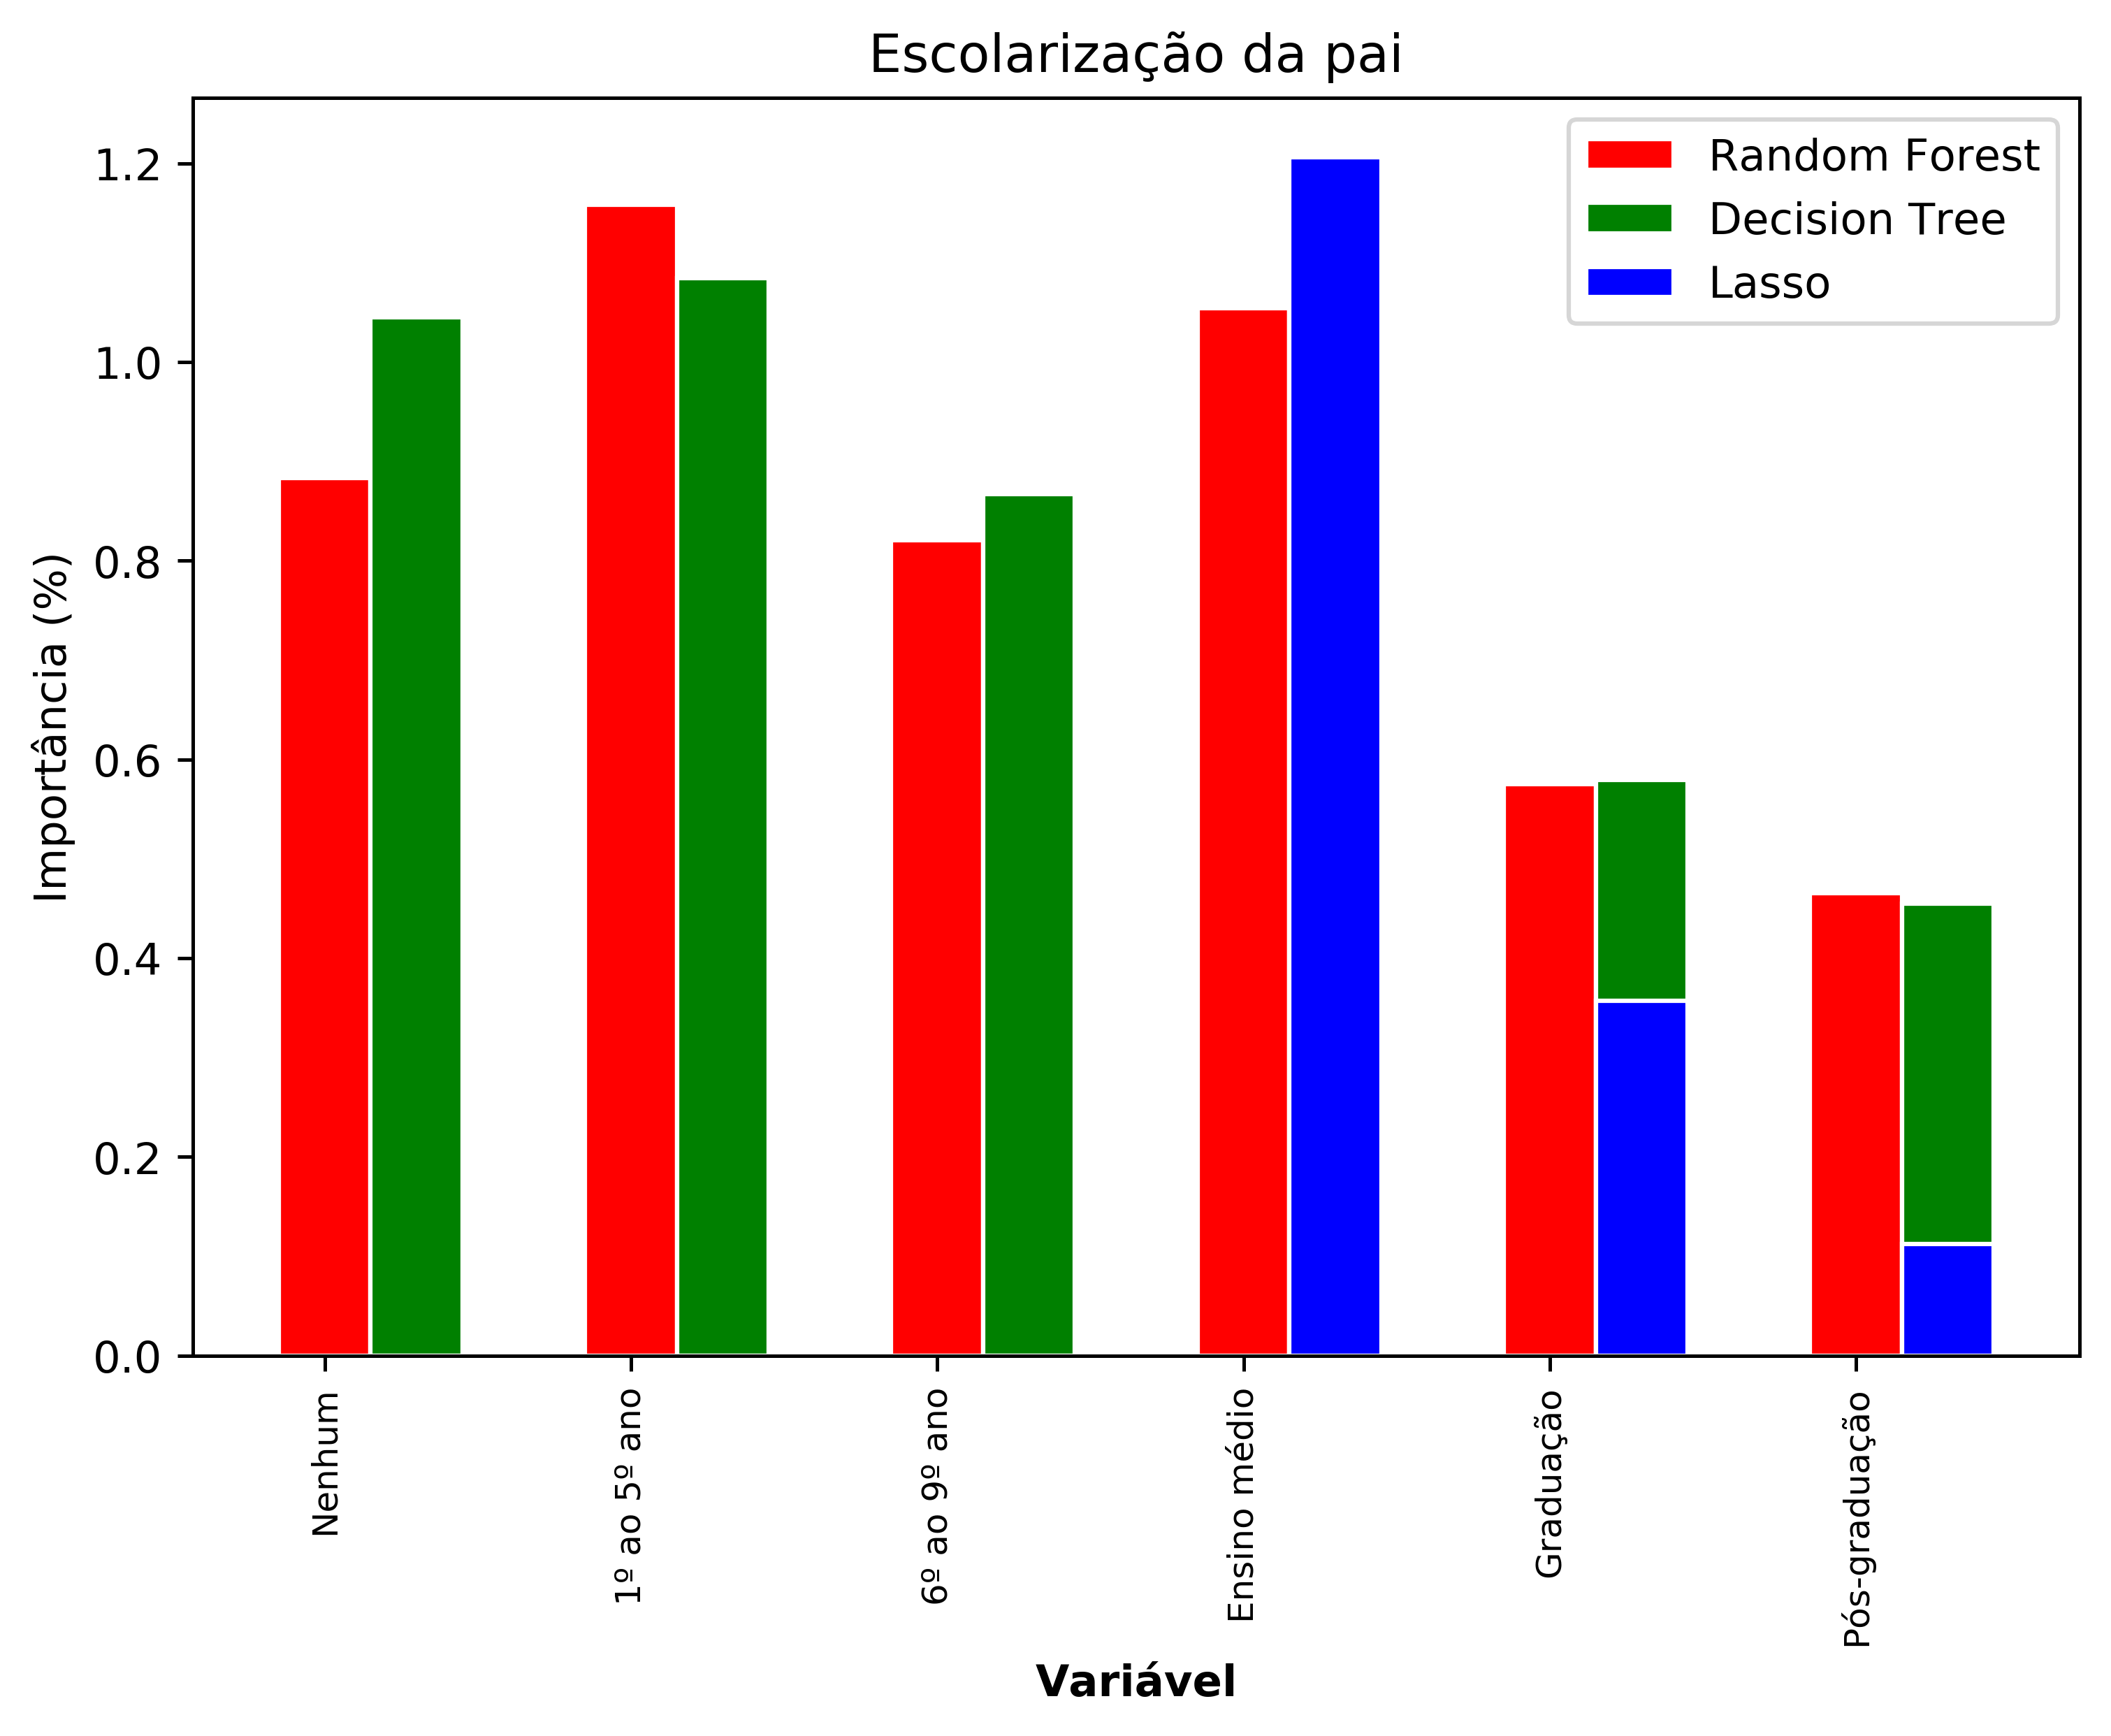 Escolarização da pai
Random Forest
Decision Tree
Lasso
Importância (%)
1.2
1.0
0.8
0.6
0.4
0.2
0.0
Nenhum
1º ao 5º ano
6º ao 9º ano
Ensino médio
Graduação
Pós-graduação
Variável